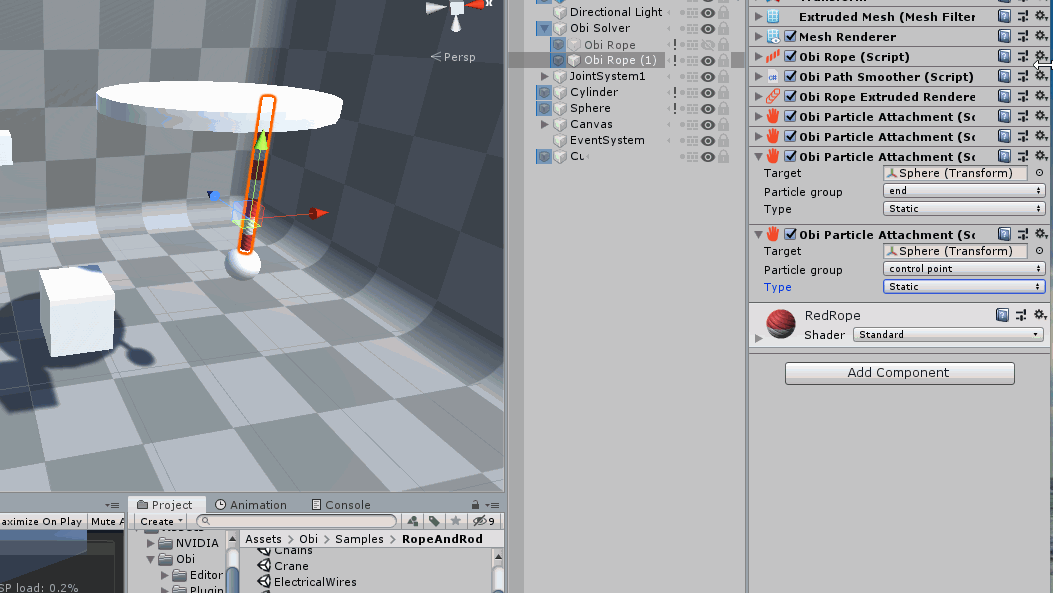 x
Persp
Directional Light
Obi Solver
Obi Rope
Obi Rope (1)
JointSystem1
Cylinder
Sphere
Canvas
EventSystem
Extruded Mesh (Mesh Filter
Mesh Renderer
Obi Rope (Script)
Obi Path Smoother (Script)
Obi Rope Extruded Rendere
Obi Particle Attachment (Sc
Obi Particle Attachment (Sc
Obi Particle Attachment (Sc
Target Sphere (Transform)
Particle group end
Type Static
Obi Particle Attachment (Sc
Target Sphere (Transform)
Particle group control point
Type Static
RedRope
Shader Standard
Add Component
Project Animation Console
aximize On Play Mute A
Create 9
NVIDIA
Obi
Editor
Plugin
Assets > Obi > Samples > RopeAndRod
Chains
Crane
ElectricalWires
SP load: 0.2%